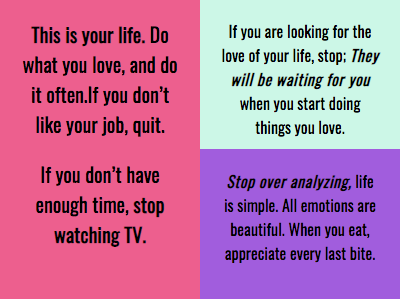 This is your life. Do
what you love, and do
it often.If you don't
like your job, quit.
If you don't have
enough time, stop
watching TV.
If you are looking for the
love of your life, stop; They
will be waiting for you
when you start doing
things you love.
Stop over analyzing, life
is simple. All emotions are
beautiful. When you eat,
appreciate every last bite.